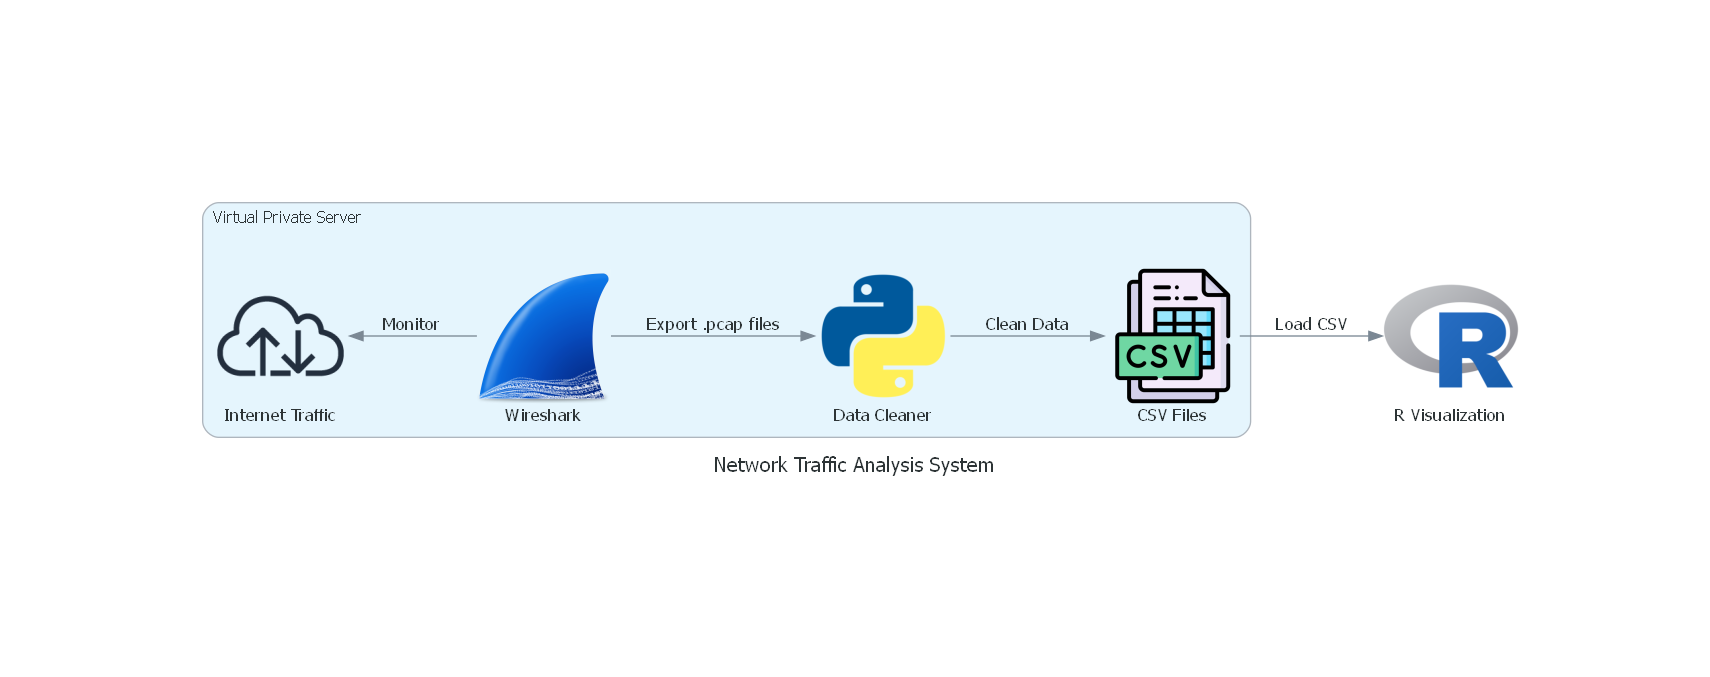 Virtual Private Server
Monitor
Export .pcap files
Clean Data
Load CSV
CSV
R
Internet Traffic
Wireshark
Data Cleaner
CSV Files
R Visualization
Network Traffic Analysis System